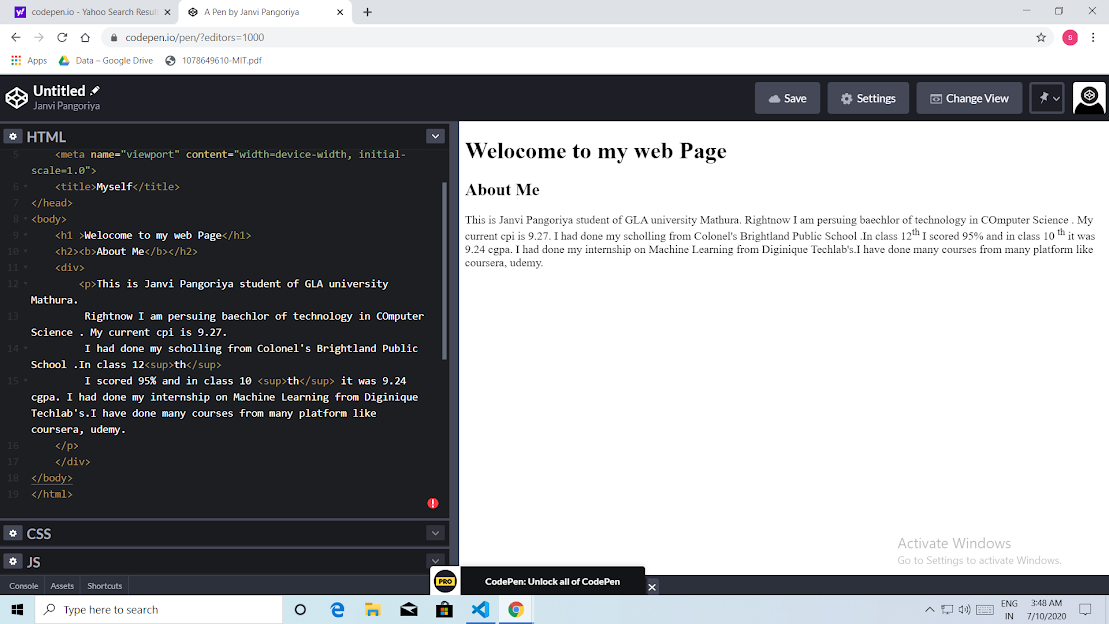 codepen.io - Yahoo Search Resul
A Pen by Janvi Pangoriya
codepen.io/pen/?editors=1000
S
Apps
Data – Google Drive
1078649610-MIT.pdf
Untitled
Janvi Pangoriya
Save
Settings
Change View
HTML
5 <meta name="viewport" content="width=device-width, initial-
scale=1.0">
6 <title>Myself</title>
7 </head>
8 <body>
9 <h1 >Welocome to my web Page</h1>
10 <h2><b>About Me</b></h2>
11 <div>
12 <p>This is Janvi Pangoriya student of GLA university
Mathura.
13 Rightnow I am persuing baechlor of technology in COmputer
Science . My current cpi is 9.27.
14 I had done my scholling from Colonel's Brightland Public
School .In class 12<sup>th</sup>
15 I scored 95% and in class 10 <sup>th</sup> it was 9.24
cgpa. I had done my internship on Machine Learning from Diginique
Techlab's.I have done many courses from many platform like
coursera, udemy.
16 </p>
17 </div>
18 </body>
19 </html>
CSS
JS
Console
Assets
Shortcuts
Welocome to my web Page
About Me
This is Janvi Pangoriya student of GLA university Mathura. Rightnow I am persuing baechlor of technology in COmputer Science . My
current cpi is 9.27. I had done my scholling from Colonel's Brightland Public School .In class 12th I scored 95% and in class 10 th it was
9.24 cgpa. I had done my internship on Machine Learning from Diginique Techlab's.I have done many courses from many platform like
coursera, udemy.
Activate Windows
Go to Settings to activate Windows.
PRO
CodePen: Unlock all of CodePen
Type here to search
ENG
IN
3:48 AM
7/10/2020